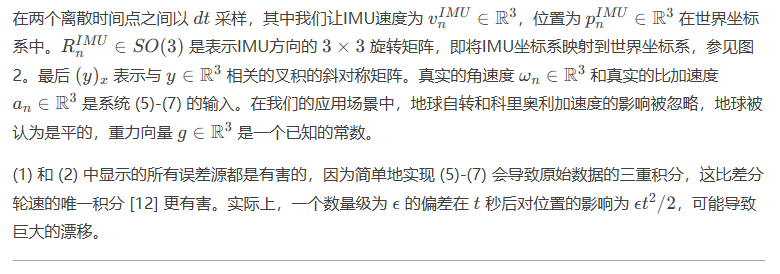 在两个离散时间点之间以 dt 采样，其中我们让IMU速度为 $v_n^{IMU} \in \mathbb{R}^3$，位置为 $p_n^{IMU} \in \mathbb{R}^3$ 在世界坐标
系中。$R_n^{IMU} \in SO(3)$ 是表示IMU方向的 $3 \times 3$ 旋转矩阵，即将IMU坐标系映射到世界坐标系，参见图
2。最后 $(y)_x$ 表示与 $y \in \mathbb{R}^3$ 相关的叉积的斜对称矩阵。真实的角速度 $\omega_n \in \mathbb{R}^3$ 和真实的比加速度
$a_n \in \mathbb{R}^3$ 是系统 (5)-(7) 的输入。在我们的应用场景中，地球自转和科里奥利加速度的影响被忽略，地球被
认为是平的，重力向量 $g \in \mathbb{R}^3$ 是一个已知的常数。
(1) 和 (2) 中显示的所有误差源都是有害的，因为简单地实现 (5)-(7) 会导致原始数据的三重积分，这比差分
轮速的唯一积分 [12] 更有害。实际上，一个数量级为 $\epsilon$ 的偏差在 $t$ 秒后对位置的影响为 $\epsilon t^2/2$，可能导致
巨大的漂移。